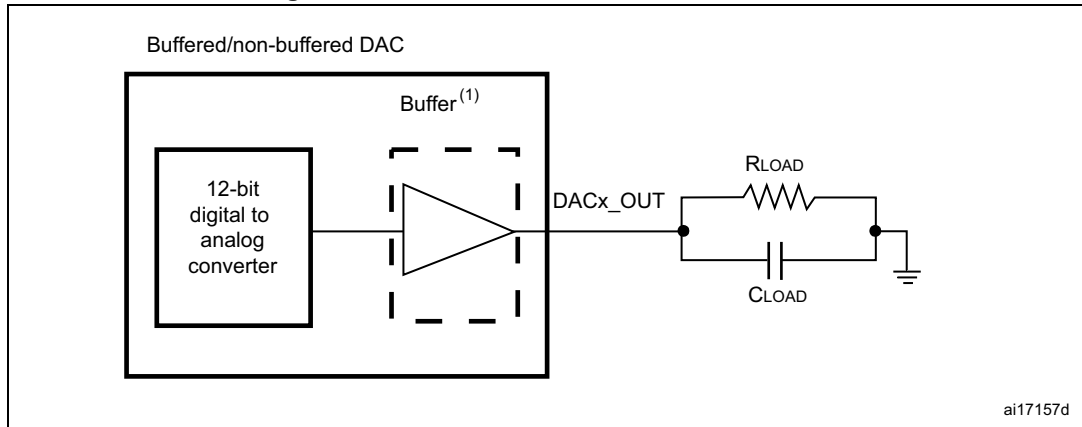 Buffered/non-buffered DAC
Buffer(1)
12-bit
digital to
analog
converter
DACx_OUT
RLOAD
CLOAD
ai17157d